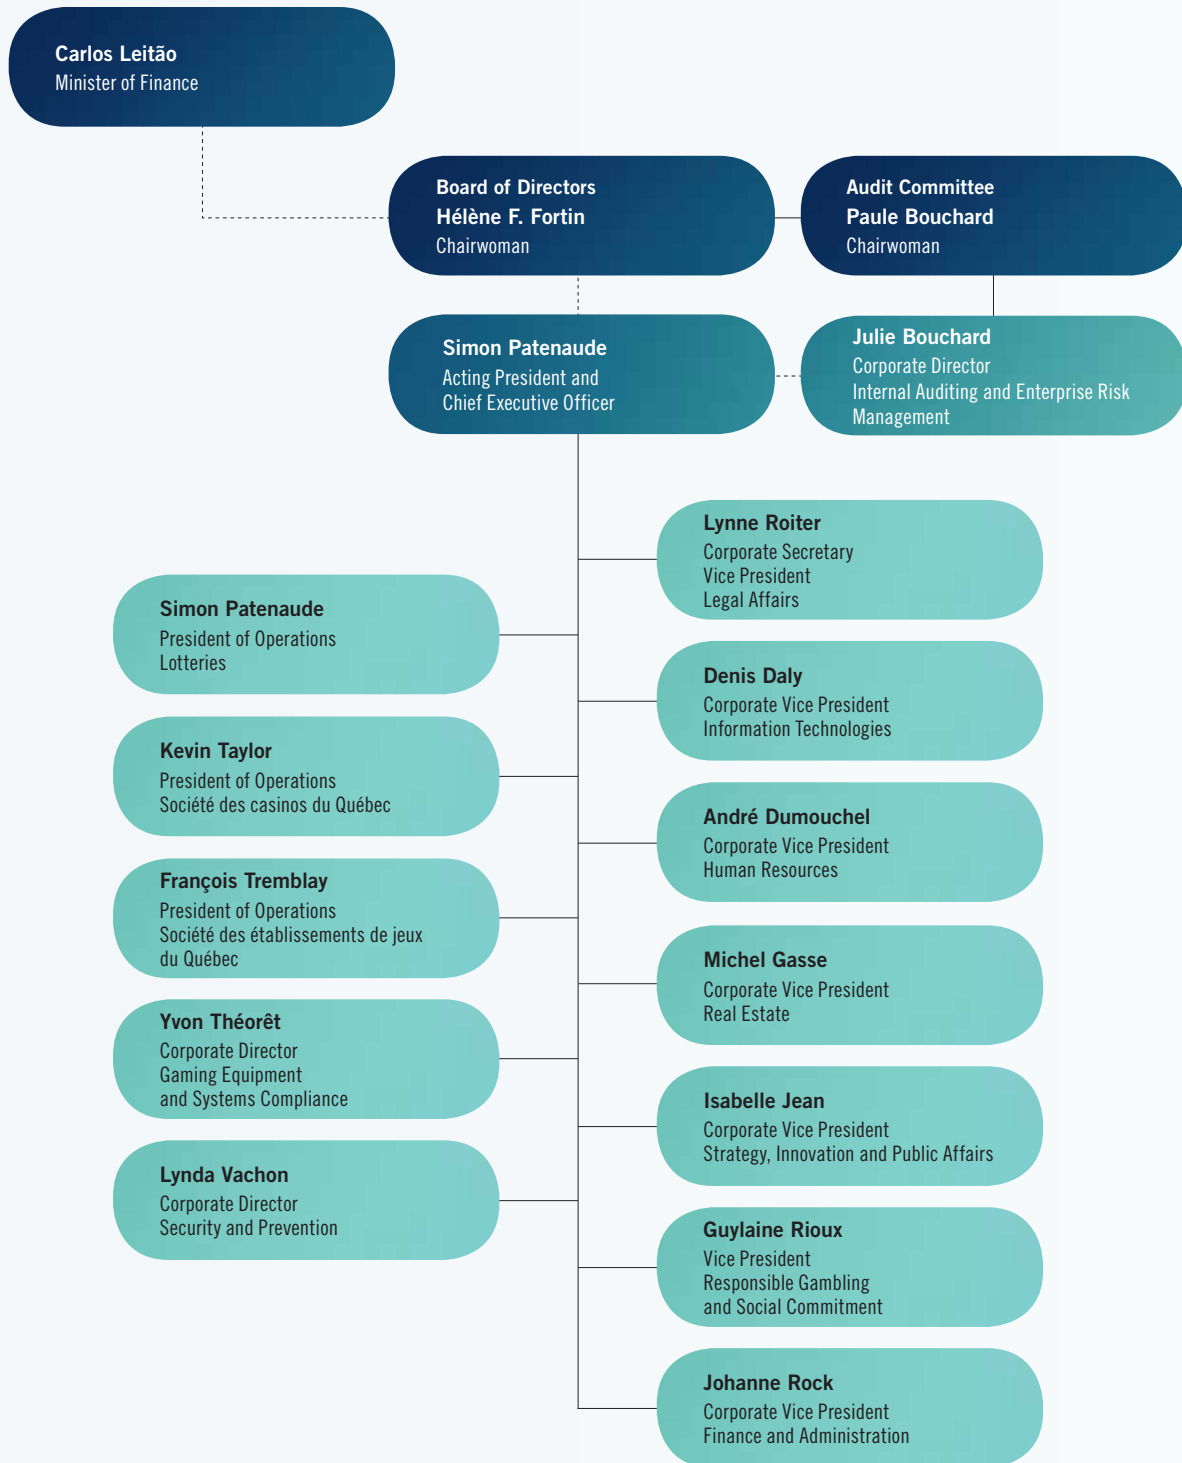 Carlos Leitão
Minister of Finance
Board of Directors
Hélène F. Fortin
Chairwoman
Audit Committee
Paule Bouchard
Chairwoman
Simon Patenaude
Acting President and
Chief Executive Officer
Julie Bouchard
Corporate Director
Internal Auditing and Enterprise Risk
Management
Lynne Roiter
Corporate Secretary
Vice President
Legal Affairs
Simon Patenaude
President of Operations
Lotteries
Denis Daly
Corporate Vice President
Information Technologies
Kevin Taylor
President of Operations
Société des casinos du Québec
André Dumouchel
Corporate Vice President
Human Resources
François Tremblay
President of Operations
Société des établissements de jeux
du Québec
Michel Gasse
Corporate Vice President
Real Estate
Yvon Théorêt
Corporate Director
Gaming Equipment
and Systems Compliance
Isabelle Jean
Corporate Vice President
Strategy, Innovation and Public Affairs
Lynda Vachon
Corporate Director
Security and Prevention
Guylaine Rioux
Vice President
Responsible Gambling
and Social Commitment
Johanne Rock
Corporate Vice President
Finance and Administration